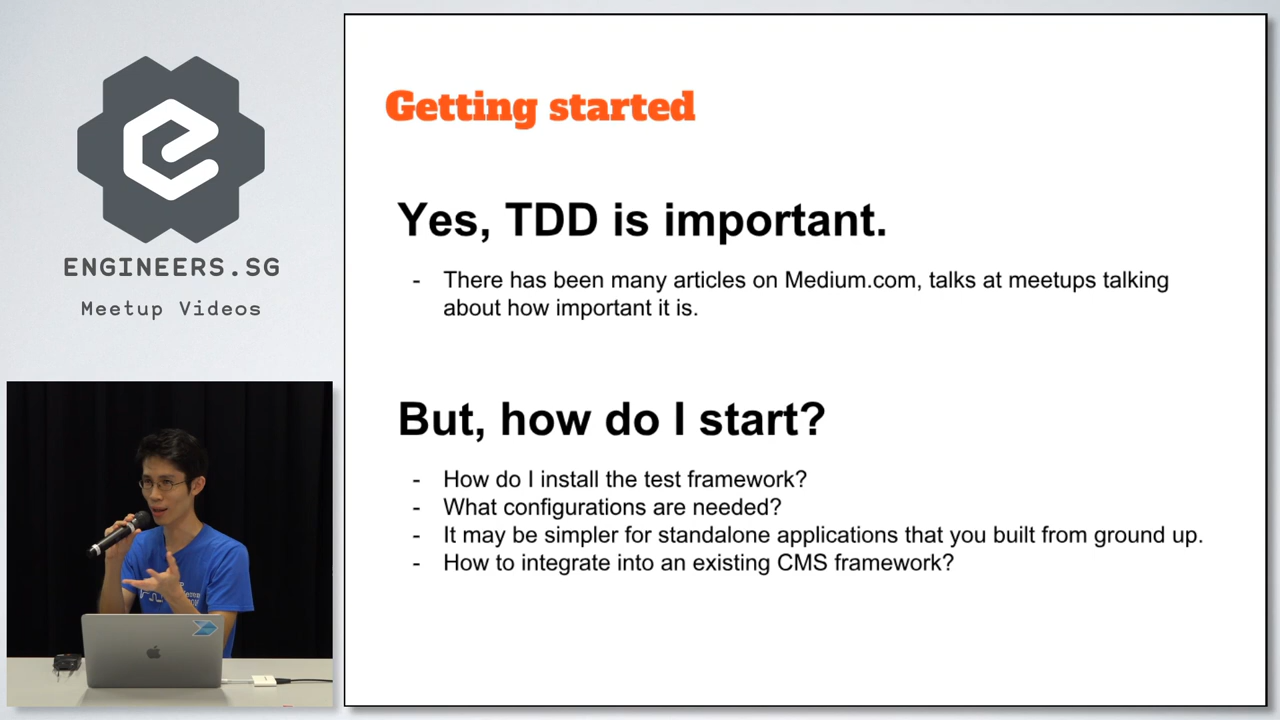 ENGINEERS.SG
Meetup Videos
Getting started
Yes, TDD is important.
- There has been many articles on Medium.com, talks at meetups talking
about how important it is.
But, how do I start?
- How do I install the test framework?
- What configurations are needed?
- It may be simpler for standalone applications that you built from ground up.
- How to integrate into an existing CMS framework?